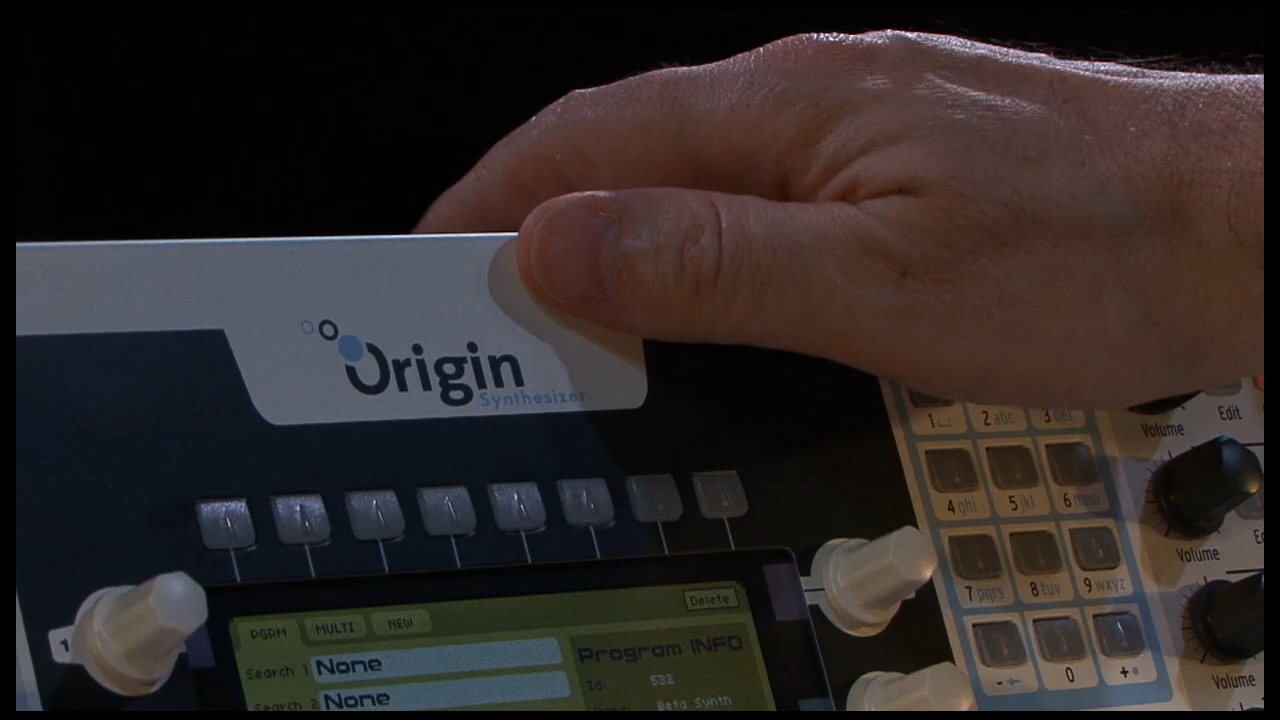 Origin
Synthesizer
1
2 abc
3
Edit
Volume
4 ghi
5 jkl
6 mno
Volume
7 pqrs
8 tuv
9 wxyz
- 
0
+
Volume
1
PGRM
MULTI
NEW
Delete
Search 1
None
Program INFO
Search 2
None
Id:
532
Beta Synth